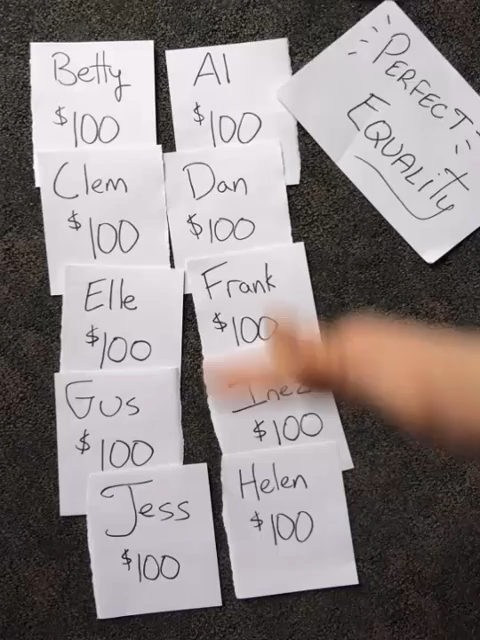 Betty
$100
Al
$100
PERFECT
EQUALITY
Clem
$100
Dan
$100
Elle
$100
Frank
$100
Gus
$100
Inez
$100
Jess
$100
Helen
$100